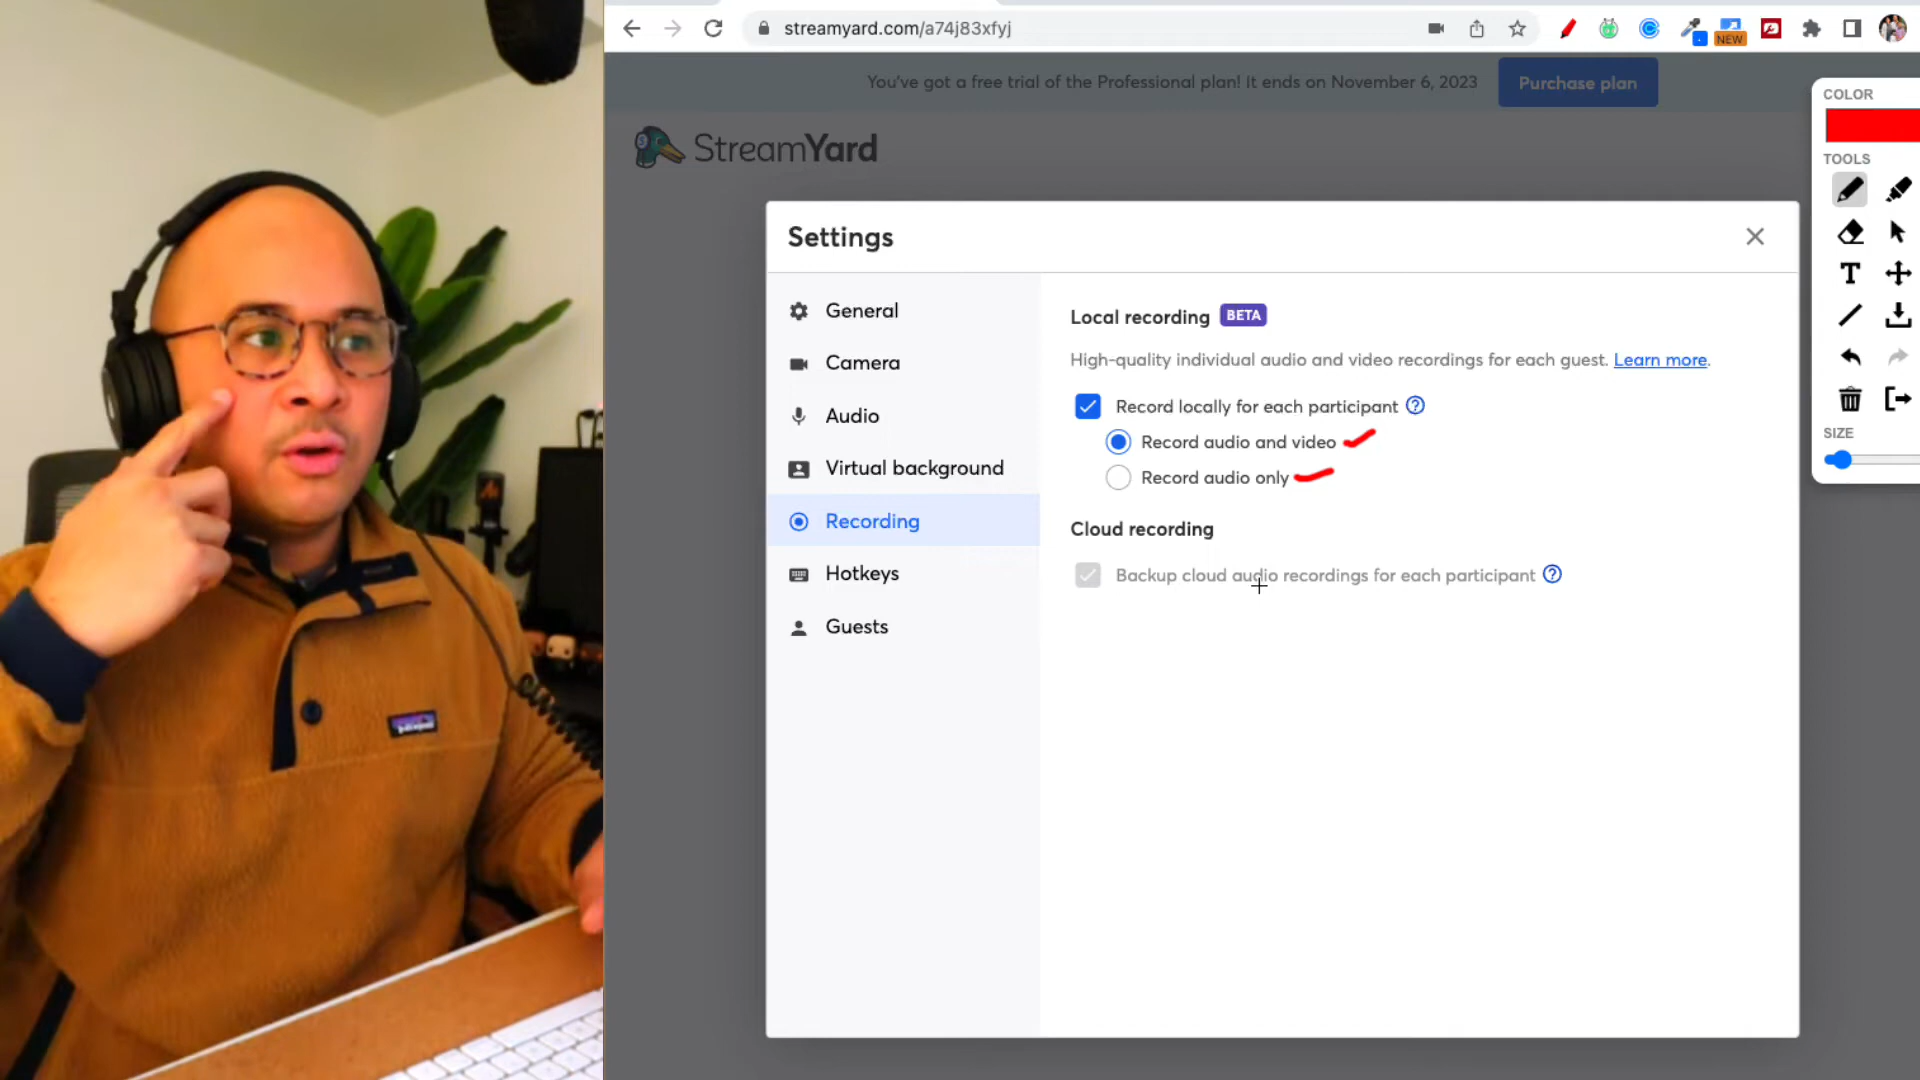 streamyard.com/a74j83xfyj
NEW
You've got a free trial of the Professional plan! It ends on November 6, 2023
Purchase plan
StreamYard
COLOR
TOOLS
T
SIZE
Settings
General
Camera
Audio
Virtual background
Recording
Hotkeys
Guests
Local recording BETA
High-quality individual audio and video recordings for each guest. Learn more.
Record locally for each participant
Record audio and video
Record audio only
Cloud recording
Backup cloud audio recordings for each participant
patagonia